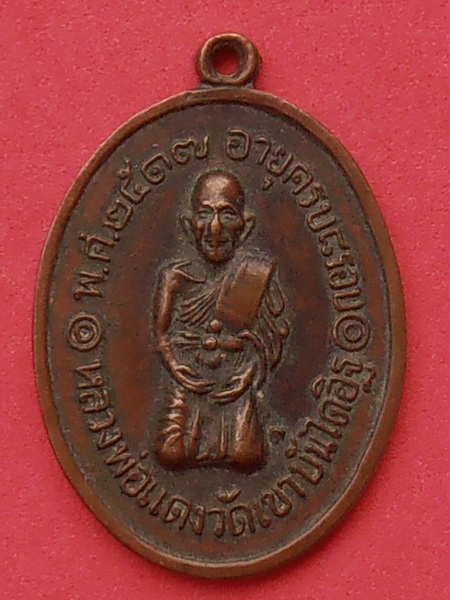 พ.ศ.๒๕๑๗ อายุครบ๘รอบ
หลวงพ่อแดงวัดเขาบันไดอิฐ